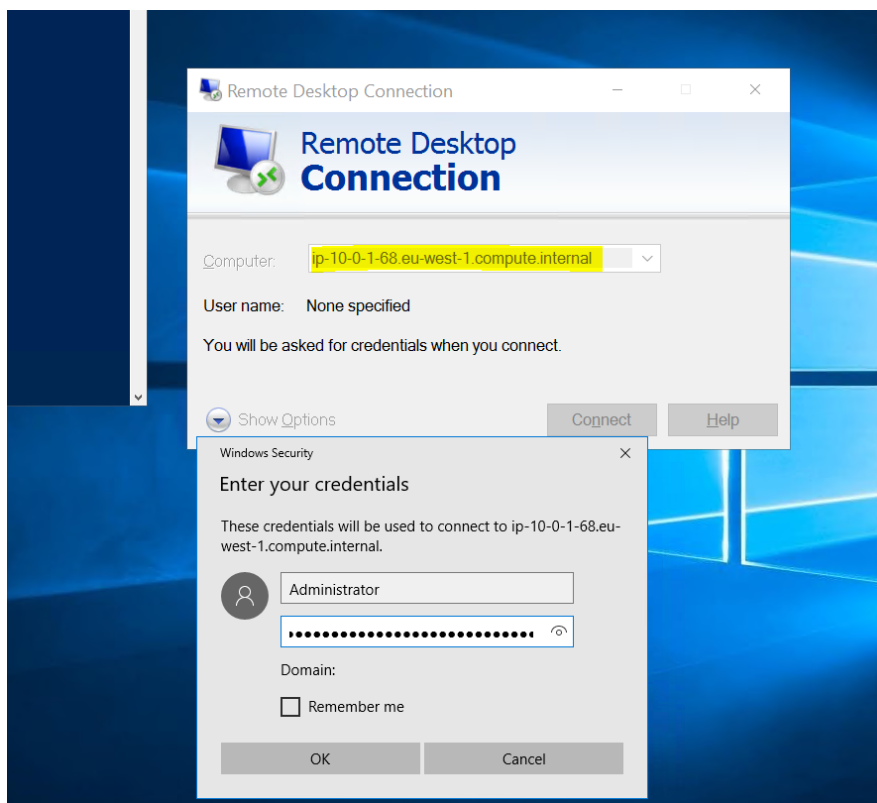 Remote Desktop Connection
Remote Desktop
Connection
Computer: ip-10-0-1-68.eu-west-1.compute.internal
User name: None specified
You will be asked for credentials when you connect.
Show Options Connect Help
Windows Security
Enter your credentials
These credentials will be used to connect to ip-10-0-1-68.eu-
west-1.compute.internal.
Administrator
Domain:
Remember me
OK Cancel